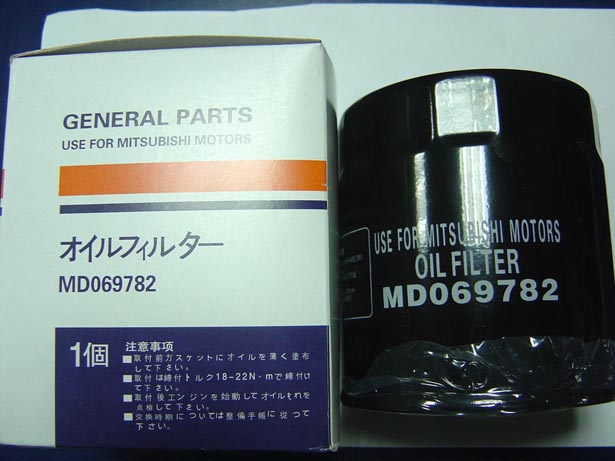 GENERAL PARTS
USE FOR MITSUBISHI MOTORS
オイルフィルター
MD069782
1個
注意事項
■取付前ガスケットにオイルを薄く塗布
して下さい。
■取付は締付トルク18-22N·mで締付け
て下さい。
■取付後エンジンを始動してオイルもれを
点検して下さい。
■交換時期については整備手帳に従って
下さい。
USE FOR MITSUBISHI MOTORS
OIL FILTER
MD069782